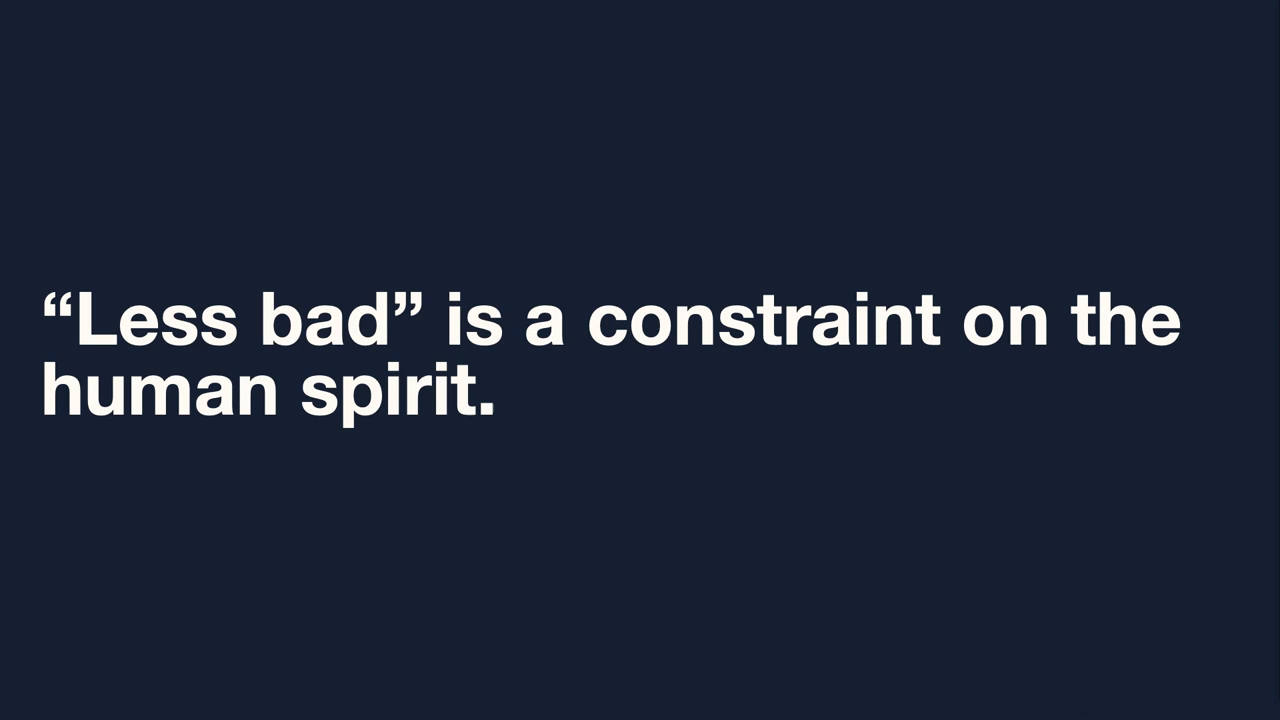 “Less bad” is a constraint on the
human spirit.